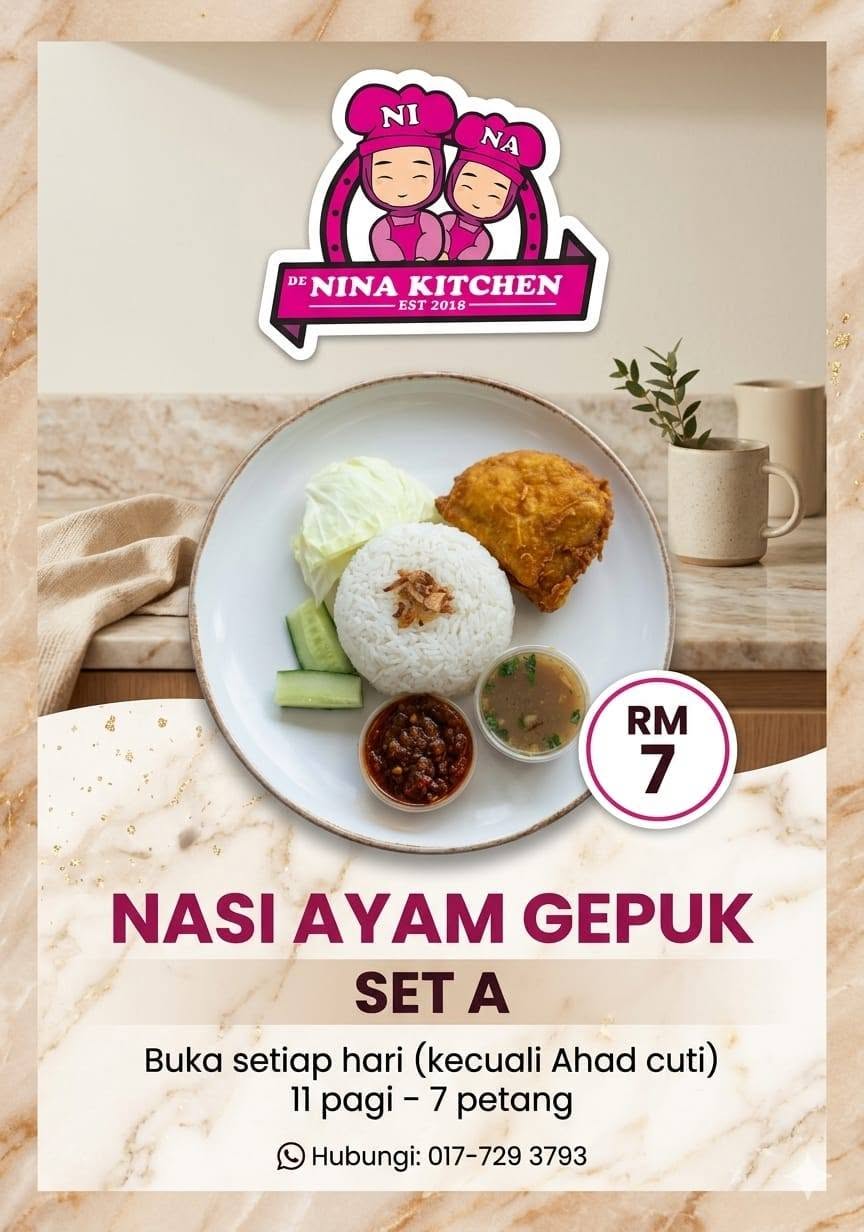 NI
NA
DE NINA KITCHEN
EST 2018
RM
7
NASI AYAM GEPUK
SET A
Buka setiap hari (kecuali Ahad cuti)
11 pagi - 7 petang
Hubungi: 017-729 3793